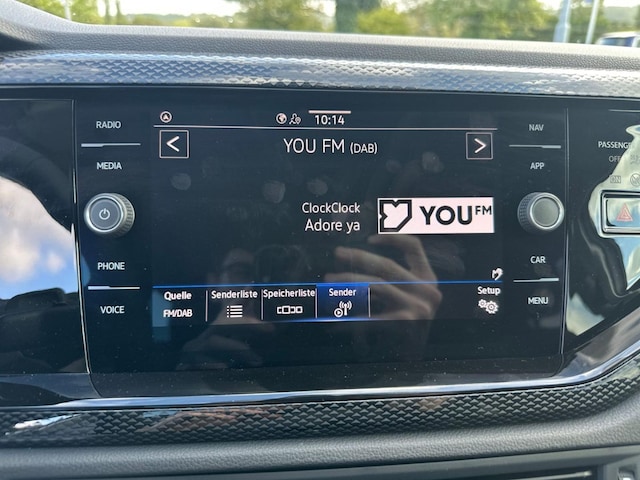 RADIO
MEDIA
PHONE
VOICE
10:14
YOU FM (DAB)
ClockClock
Adore ya
YOU FM
Quelle
FM/DAB
Senderliste
Speicherliste
Sender
Setup
NAV
APP
CAR
MENU
PASSENGER
OFF